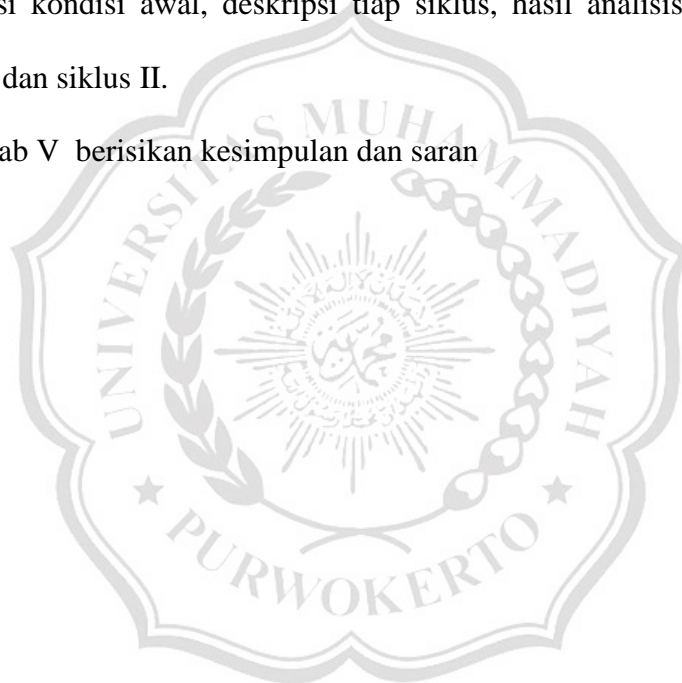 si kondisi awal, deskripsi tiap siklus, hasil analisis
dan siklus II.
ab V berisikan kesimpulan dan saran
UNIVERSITAS MUHAMMADIYAH
PURWOKERTO